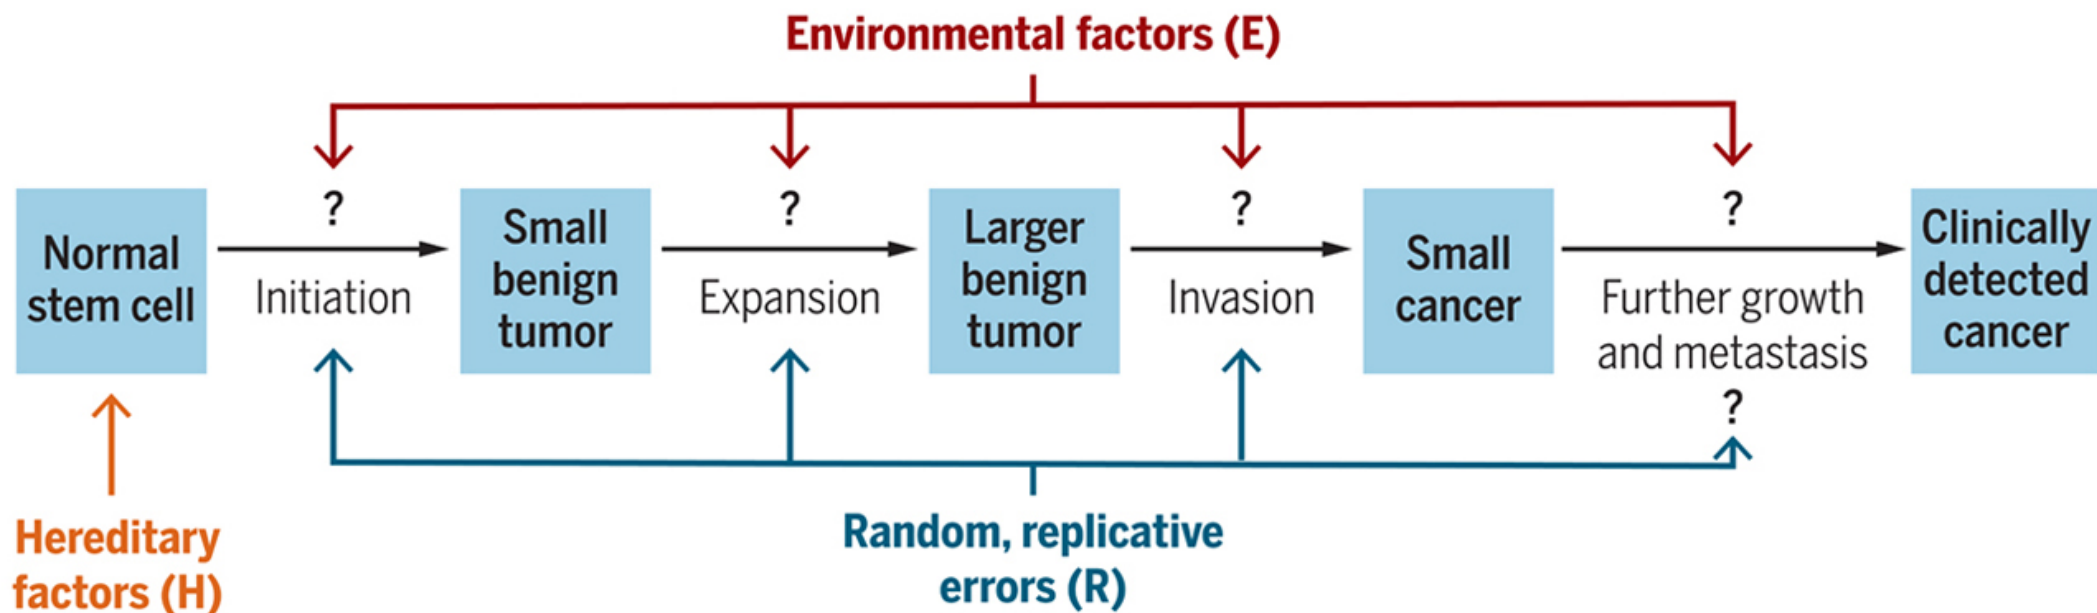 Environmental factors (E)
?
?
?
?
Normal
stem cell
Initiation
Small
benign
tumor
Expansion
Larger
benign
tumor
Invasion
Small
cancer
Further growth
and metastasis
?
Clinically
detected
cancer
Hereditary
factors (H)
Random, replicative
errors (R)